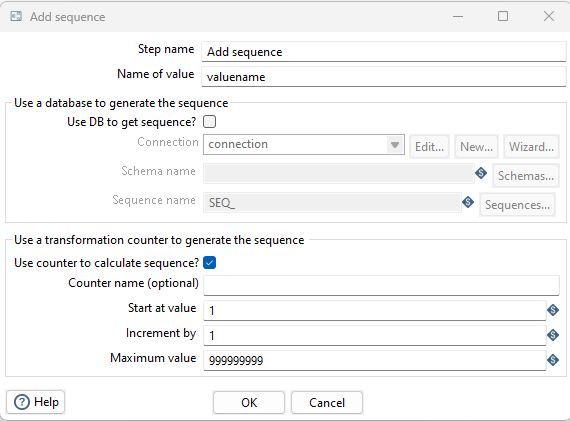 Add sequence
Step name Add sequence
Name of value valuename
Use a database to generate the sequence
Use DB to get sequence?
Connection connection Edit... New... Wizard...
Schema name Schemas...
Sequence name SEQ_ Sequences...
Use a transformation counter to generate the sequence
Use counter to calculate sequence?
Counter name (optional)
Start at value 1
Increment by 1
Maximum value 999999999
Help OK Cancel